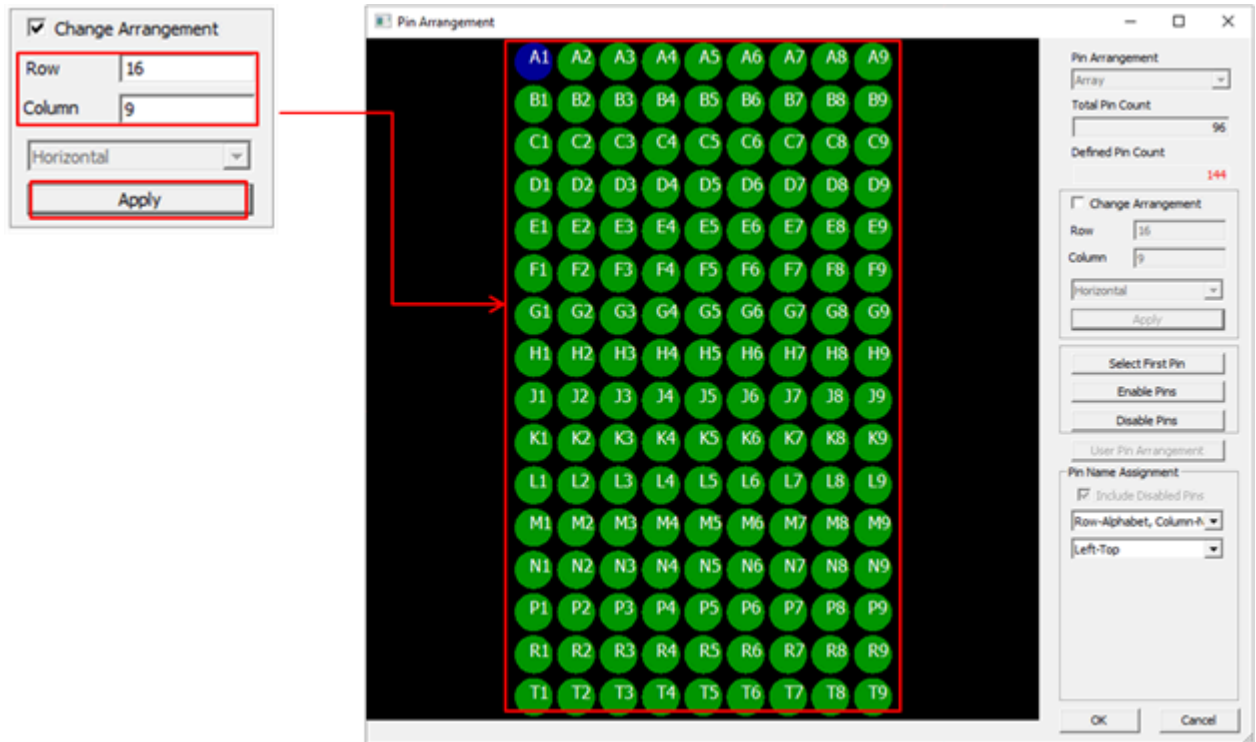 Change Arrangement
Row 16
Column 9
Horizontal
Apply
Pin Arrangement
A1 A2 A3 A4 A5 A6 A7 A8 A9
B1 B2 B3 B4 B5 B6 B7 B8 B9
C1 C2 C3 C4 C5 C6 C7 C8 C9
D1 D2 D3 D4 D5 D6 D7 D8 D9
E1 E2 E3 E4 E5 E6 E7 E8 E9
F1 F2 F3 F4 F5 F6 F7 F8 F9
G1 G2 G3 G4 G5 G6 G7 G8 G9
H1 H2 H3 H4 H5 H6 H7 H8 H9
J1 J2 J3 J4 J5 J6 J7 J8 J9
K1 K2 K3 K4 K5 K6 K7 K8 K9
L1 L2 L3 L4 L5 L6 L7 L8 L9
M1 M2 M3 M4 M5 M6 M7 M8 M9
N1 N2 N3 N4 N5 N6 N7 N8 N9
P1 P2 P3 P4 P5 P6 P7 P8 P9
R1 R2 R3 R4 R5 R6 R7 R8 R9
T1 T2 T3 T4 T5 T6 T7 T8 T9
Pin Arrangement
Array
Total Pin Count
96
Defined Pin Count
144
Change Arrangement
Row 16
Column 9
Horizontal
Apply
Select First Pin
Enable Pins
Disable Pins
User Pin Arrangement
Pin Name Assignment
Include Disabled Pins
Row-Alphabet, Column-N
Left-Top
OK Cancel